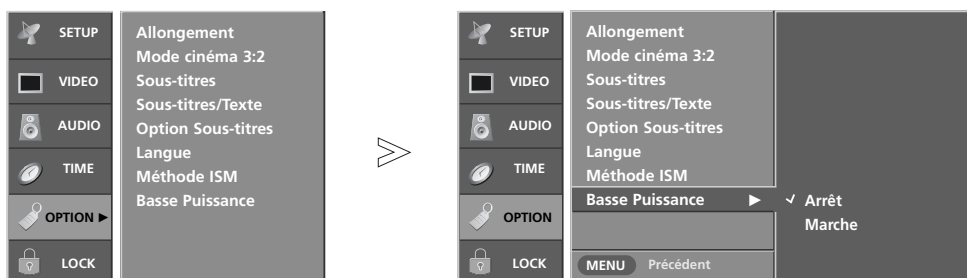 SETUP
VIDEO
AUDIO
TIME
OPTION ►
LOCK
Allongement
Mode cinéma 3:2
Sous-titres
Sous-titres/Texte
Option Sous-titres
Langue
Méthode ISM
Basse Puissance
SETUP
VIDEO
AUDIO
TIME
OPTION
LOCK
Allongement
Mode cinéma 3:2
Sous-titres
Sous-titres/Texte
Option Sous-titres
Langue
Méthode ISM
Basse Puissance ►
✓ Arrêt
Marche
MENU Précédent